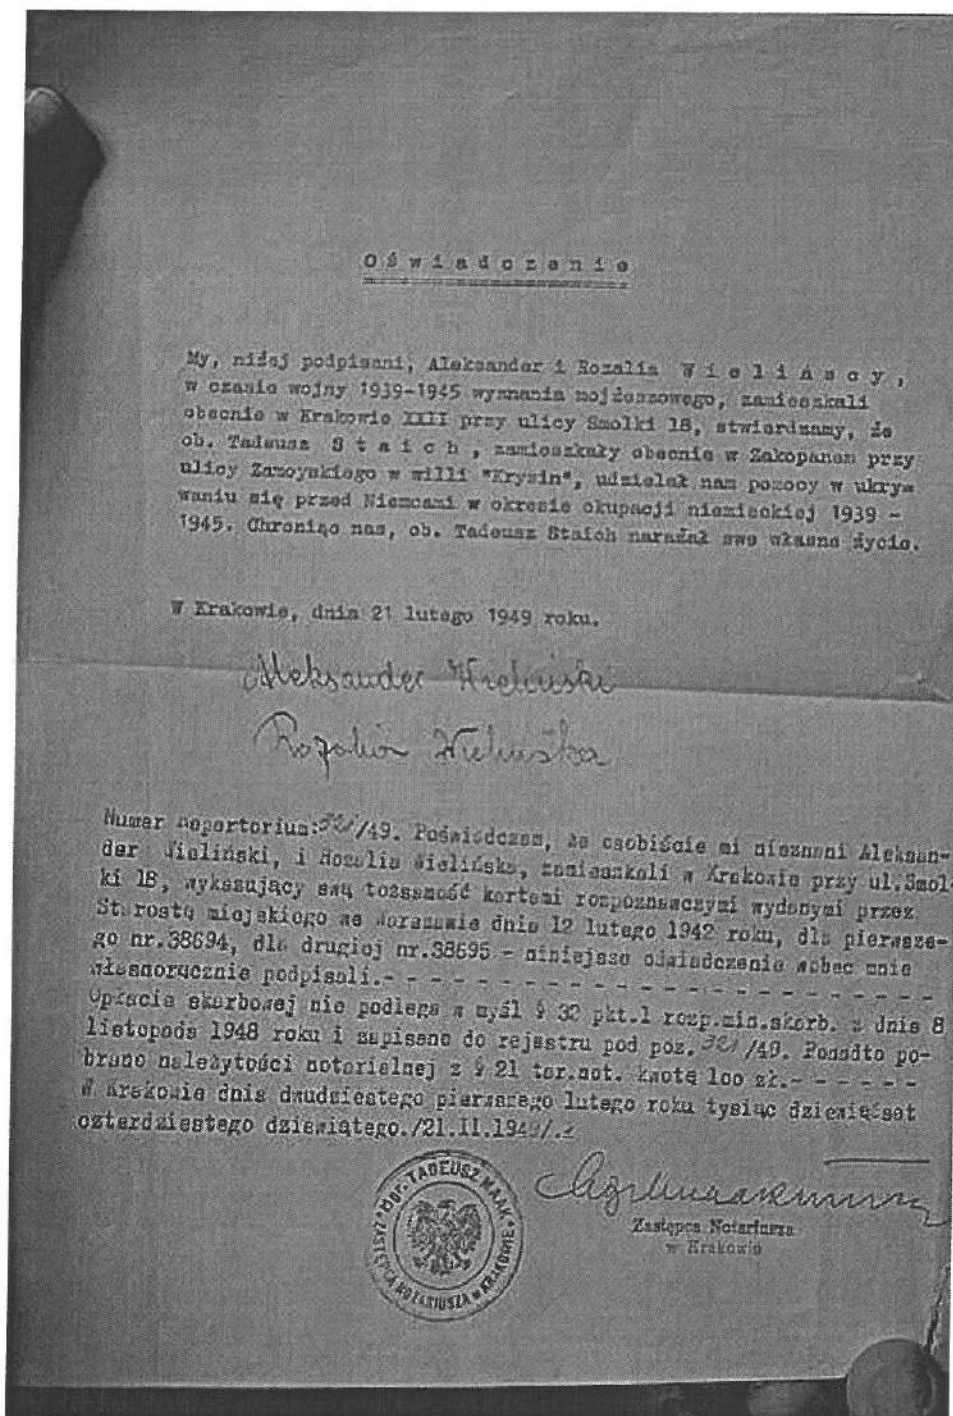 O ś w i a d c z e n i e
My, niżej podpisani, Aleksander i Rozalia W i e l i ń s c y ,
w czasie wojny 1939-1945 wyznania mojżeszowego, zamieszkali
obecnie w Krakowie XXII przy ulicy Smolki 18, stwierdzamy, że
ob. Tadeusz S t a i c h , zamieszkały obecnie w Zakopanem przy
ulicy Zamoyskiego w willi "Krywin", udzielał nam pomocy w ukry=
waniu się przed Niemcami w okresie okupacji niemieckiej 1939 -
1945. Chroniąc nas, ob. Tadeusz Staich narażał swe własne życie.
W Krakowie, dnia 21 lutego 1949 roku.
Aleksander Wieliński
Rozalia Wielińska
Numer Repertorium: 321/49. Poświadczam, że osobiście mi nieznani Aleksan-
der Wieliński, i Rozalia Wielińska, zamieszkali w Krakowie przy ul.Smol-
ki 18, wykazujący swą tożsamość kartami rozpoznawczymi wydanymi przez
Starostę miejskiego we Warszawie dnia 12 lutego 1942 roku, dla pierwsze-
go nr.38694, dla drugiej nr.38695 - niniejsze oświadczenie wobec mnie
własnoręcznie podpisali.- - - - - - - - - - - - - - - - - - - - -
Opłacie skarbowej nie podlega w myśl § 32 pkt.1 rozp.min.skarb. z dnia 8
listopada 1948 roku i zapisano do rejestru pod poz. 321/49. Ponadto po-
brano należytości notarialnej z § 21 tar.not. kwotę 100 zł.- - - - -
W Krakowie dnia dwudziestego pierwszego lutego roku tysiąc dziewięćset
czterdziestego dziewiątego./21.II.1949/.
Mgr. TADEUSZ MAJK
ZASTĘPCA NOTARIUSZA w KRAKOWIE
Zastępca Notariusza
w Krakowie